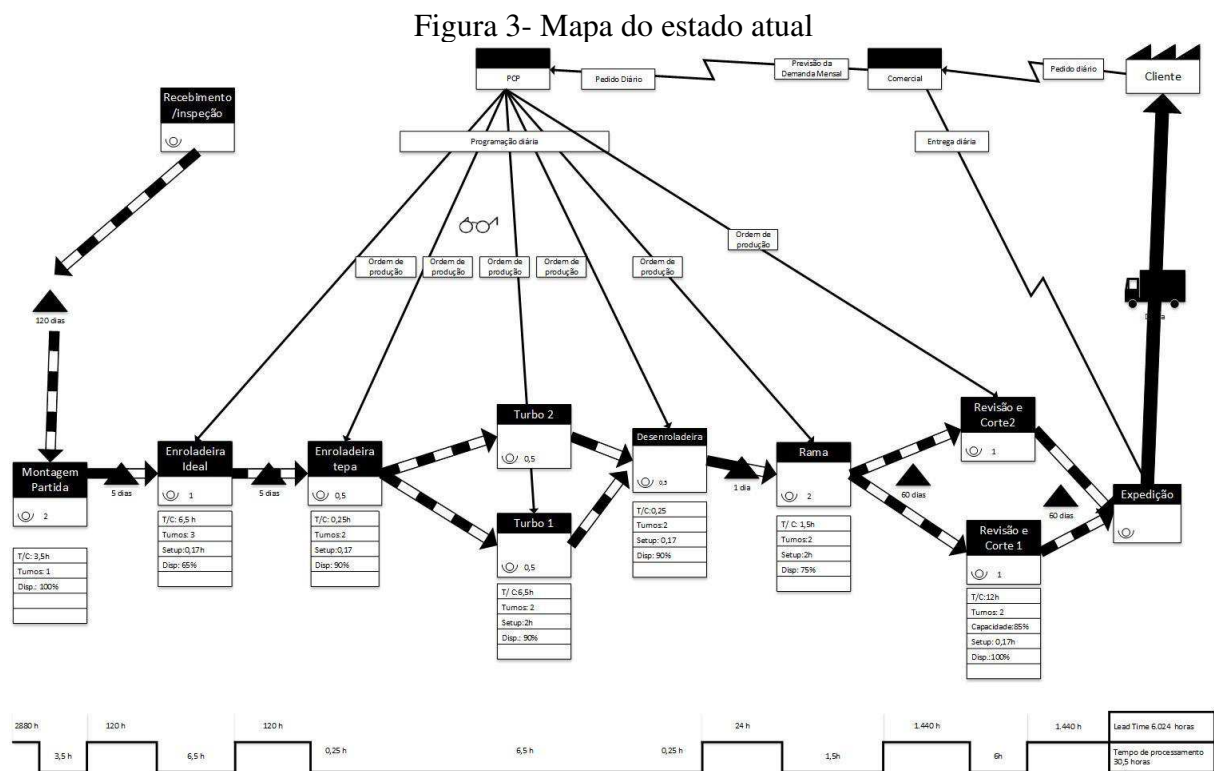 Figura 3- Mapa do estado atual
PCP
Pedido Diário
Previsão da
Demanda Mensal
Comercial
Pedido diário
Cliente
Recebimento
/inspeção
Programação diária
Entrega diária
Ordem de
produção
Ordem de
produção
Ordem de
produção
Ordem de
produção
Ordem de
produção
Ordem de
produção
120 dias
Montagem
Partida
2
T/C: 3,5h
Turnos: 1
Disp.: 100%
5 dias
Enroladeira
Ideal
1
T/C: 6,5 h
Turnos: 3
Setup:0,17h
Disp: 65%
5 dias
Enroladeira
tepa
0,5
T/C: 0,25h
Turnos:2
Setup:0,17
Disp: 90%
Turbo 2
0,5
Turbo 1
0,5
T/ C:6,5h
Turnos: 2
Setup:2h
Disp.: 90%
Desenroladeira
T/C:0,25
Turnos:2
Setup: 0,17
Disp: 90%
1 dia
Rama
2
T/ C: 1,5h
Turnos:2
Setup:2h
Disp: 75%
60 dias
Revisão e
Corte2
1
Revisão e
Corte 1
1
T/C:12h
Turnos: 2
Capacidade:85%
Setup: 0,17h
Disp.:100%
60 dias
Expedição
2880 h
120 h
120 h
24 h
1.440 h
1.440 h
Lead Time 6.024 horas
3,5 h
6,5 h
0,25 h
6,5 h
0,25 h
1,5h
6h
Tempo de processamento
30,5 horas